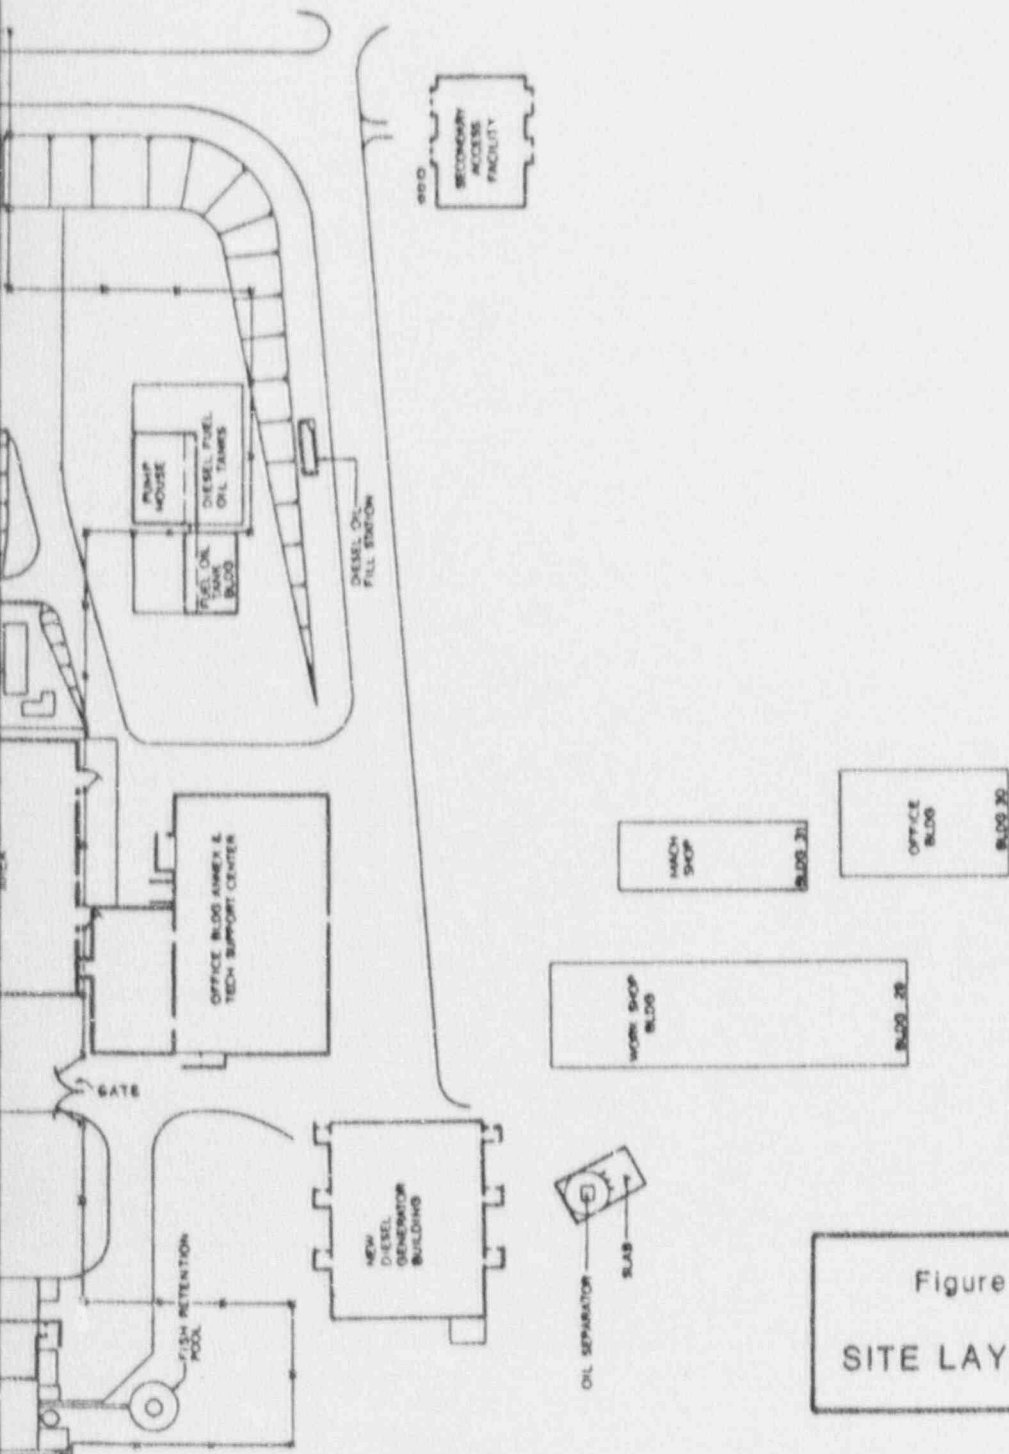 SECONDARY
ACCESS
FACILITY
PUMP
HOUSE
DIESEL FUEL
OIL TANKS
FUEL OIL
TANK
BLDG
DIESEL OIL
FILL STATION
OFFICE BLDG ANNEX &
TECH SUPPORT CENTER
MACH
SHOP
BLDG 31
OFFICE
BLDG
BLDG 30
WORK SHOP
BLDG
BLDG 29
GATE
NEW
DIESEL
GENERATOR
BUILDING
FISH RETENTION
POOL
OIL SEPARATOR
SLAB
Figure
SITE LAY